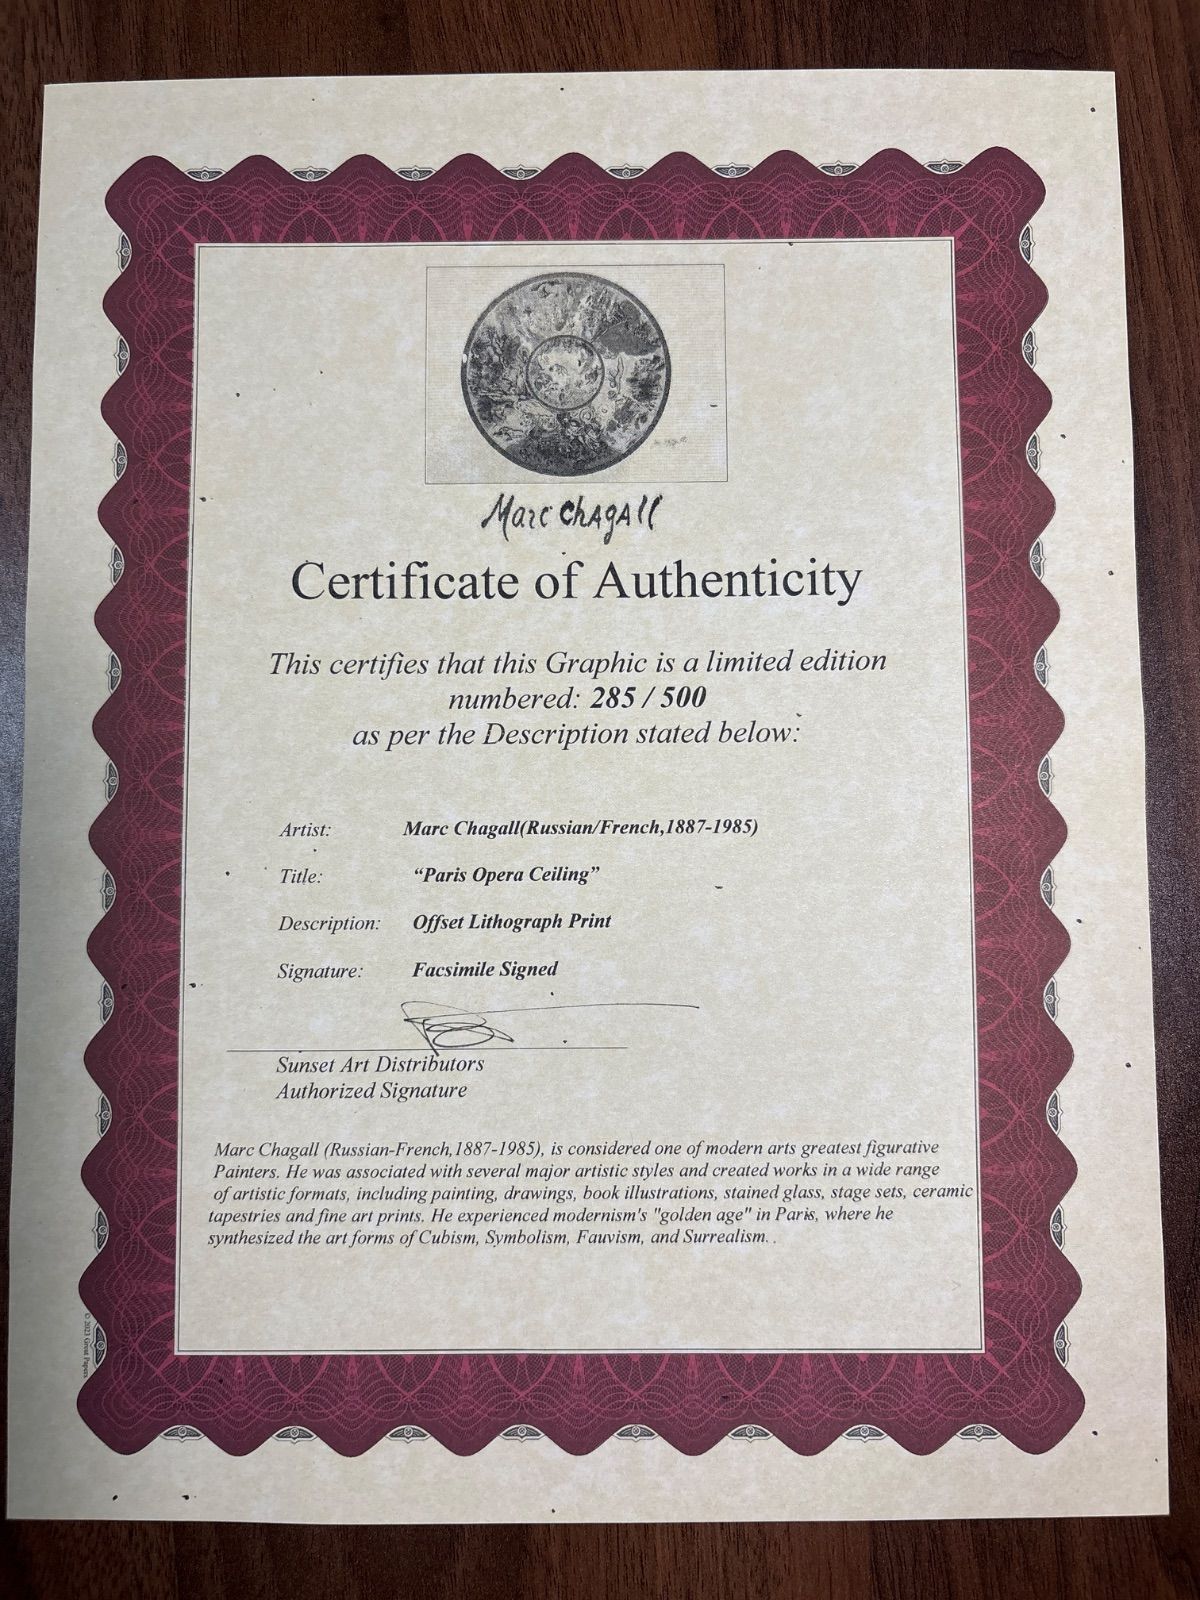 Marc Chagall
Certificate of Authenticity
This certifies that this Graphic is a limited edition
numbered: 285 / 500
as per the Description stated below:
Artist: Marc Chagall(Russian/French,1887-1985)
Title: “Paris Opera Ceiling”
Description: Offset Lithograph Print
Signature: Facsimile Signed
Sunset Art Distributors
Authorized Signature
Marc Chagall (Russian-French,1887-1985), is considered one of modern arts greatest figurative
Painters. He was associated with several major artistic styles and created works in a wide range
of artistic formats, including painting, drawings, book illustrations, stained glass, stage sets, ceramic
tapestries and fine art prints. He experienced modernism's "golden age" in Paris, where he
synthesized the art forms of Cubism, Symbolism, Fauvism, and Surrealism. .
© 2023 Great Papers